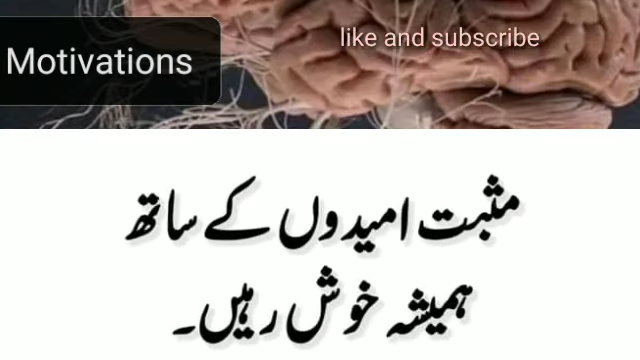 like and subscribe
Motivations
مثبت امیدوں کے ساتھ
ہمیشہ خوش رہیں۔